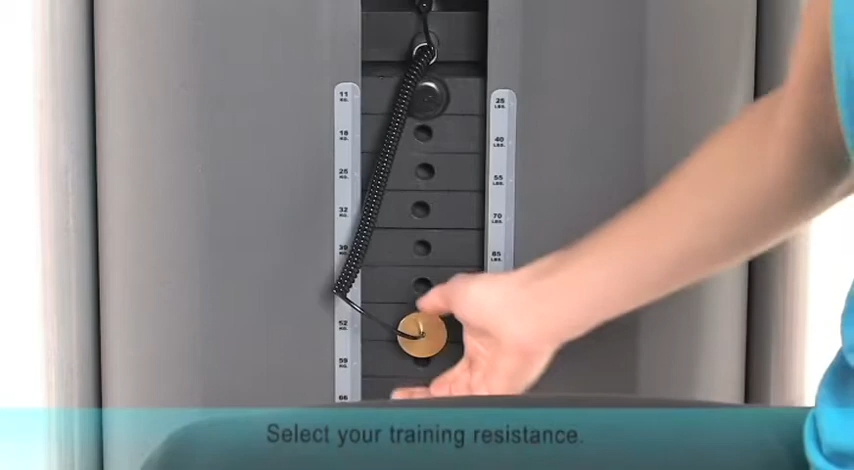 11
KG.
18
KG.
25
KG.
32
KG.
39
KG.
52
KG.
59
KG.
66
25
LBS.
40
LBS.
55
LBS.
70
LBS.
85
LBS.
Select your training resistance.